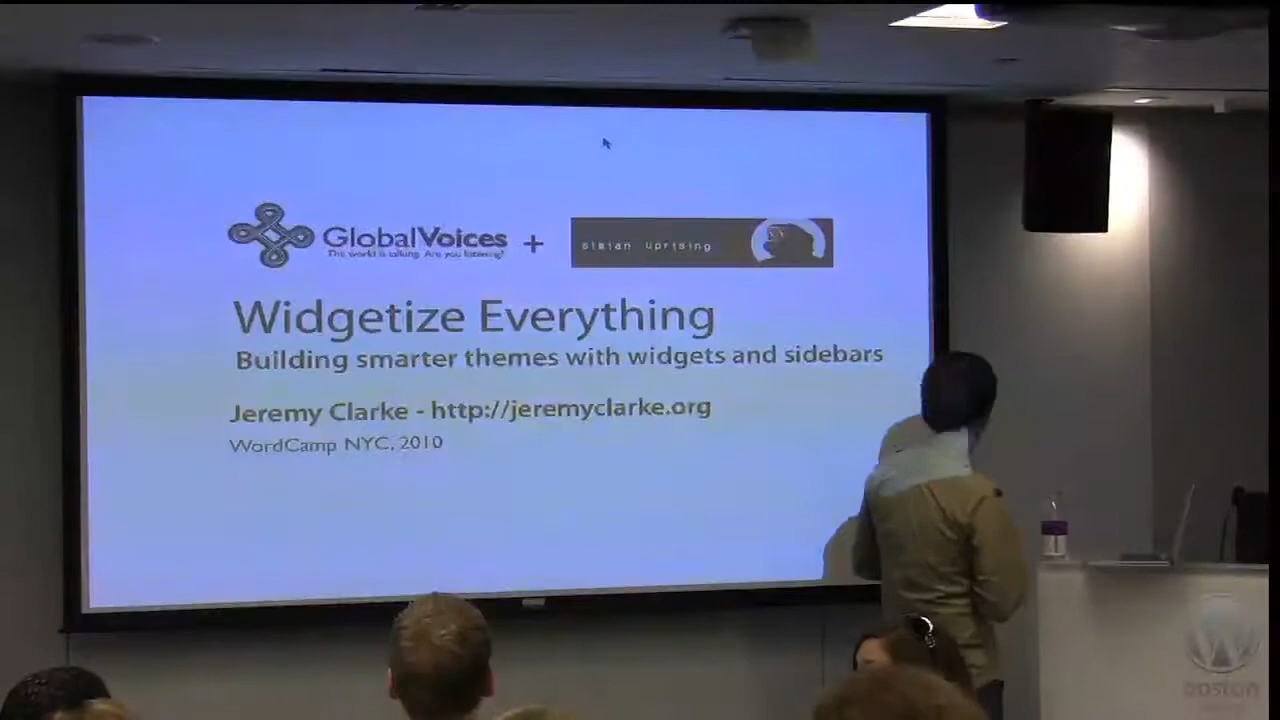 GlobalVoices +
The world is talking. Are you listening?
simian uprising
Widgetize Everything
Building smarter themes with widgets and sidebars
Jeremy Clarke - http://jeremyclarke.org
WordCamp NYC, 2010
boston